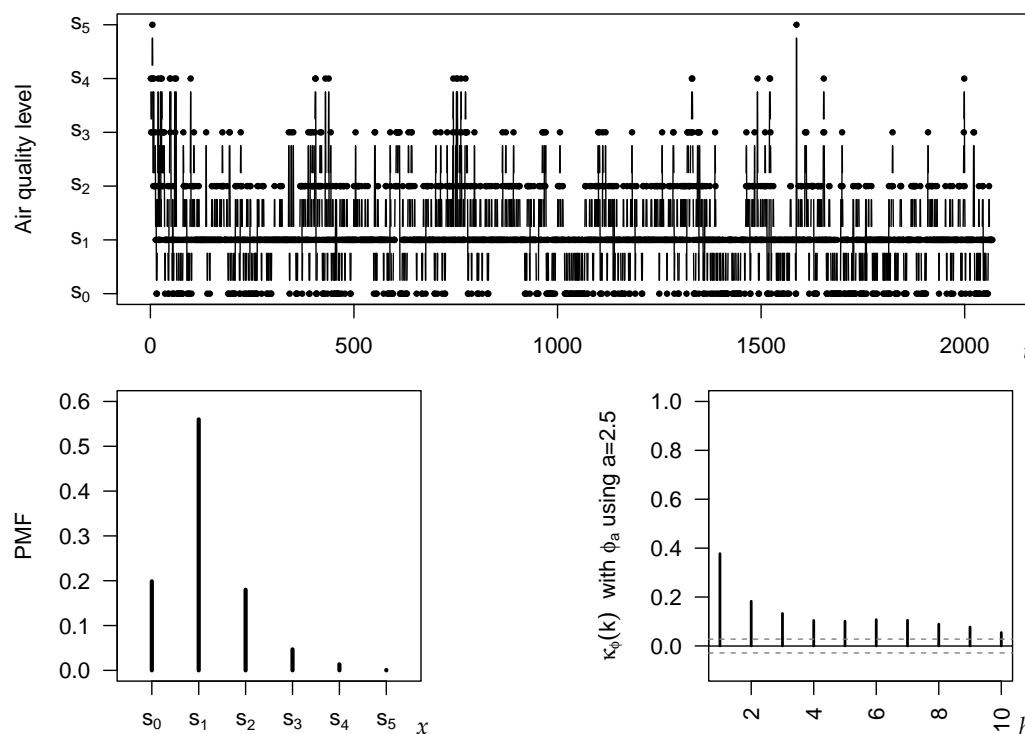 Air quality level
s₅
s₄
s₃
s₂
s₁
s₀
0 500 1000 1500 2000
PMF
0.6
0.5
0.4
0.3
0.2
0.1
0.0
s₀ s₁ s₂ s₃ s₄ s₅ x
κ_ϕ(k) with ϕₐ using a=2.5
1.0
0.8
0.6
0.4
0.2
0.0
2 4 6 8 10